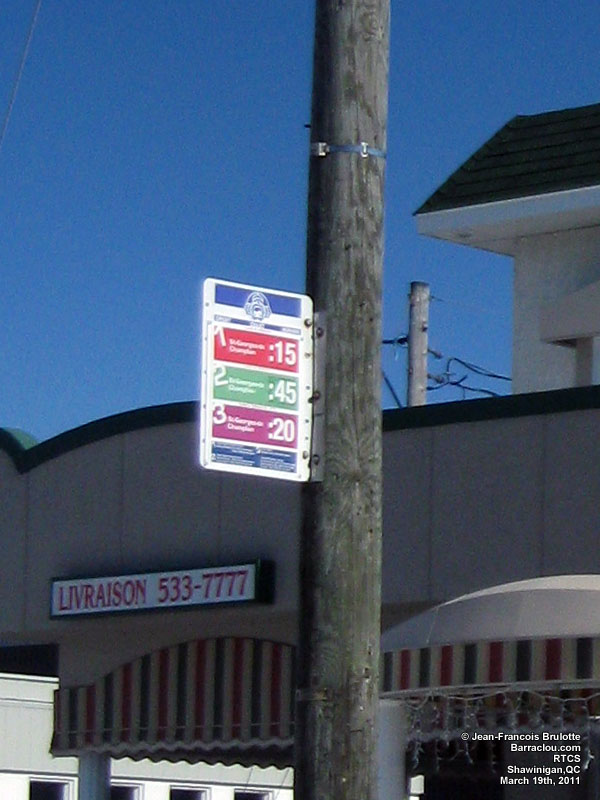 1 St-Georges-de-
Champlain :15
2 St-Georges-de-
Champlain :45
3 St-Georges-de-
Champlain :20
LIVRAISON 533-7777
© Jean-Francois Brulotte
Barraclou.com
RTCS
Shawinigan,QC
March 19th, 2011